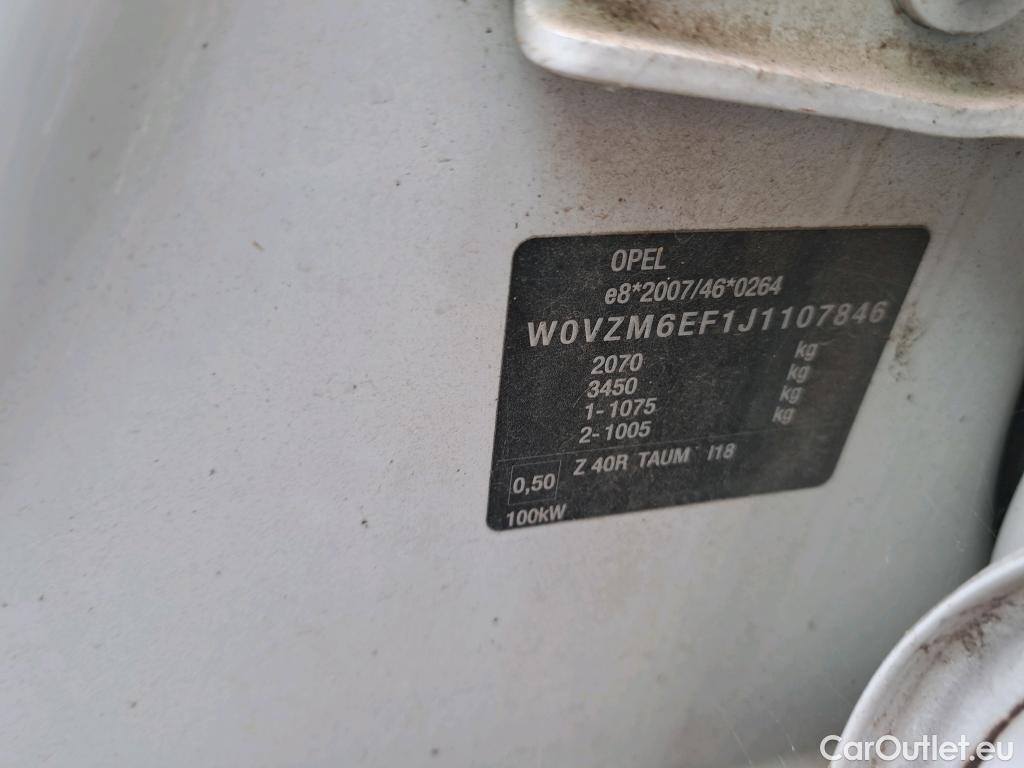 OPEL
e8*2007/46*0264
W0VZM6EF1J1107846
2070 kg
3450 kg
1-1075 kg
2-1005 kg
Z 40R TAUM I18
0,50
100kW
CarOutlet.eu